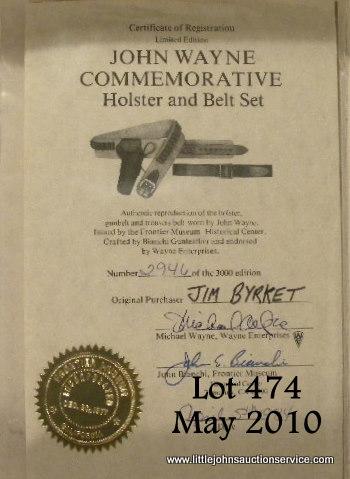 Certificate of Registration
Limited Edition
JOHN WAYNE
COMMEMORATIVE
Holster and Belt Set
Authentic reproduction of the holster,
gunbelt and trousers belt worn by John Wayne.
Issued by the Frontier Museum Historical Center.
Crafted by Bianchi Gunleather and endorsed
by Wayne Enterprises.
Number 2946 of the 3000 edition
Original Purchaser JIM BYRKET
Michael Wayne, Wayne Enterprises
John E. Bianchi
John Bianchi, Frontier Museum
CALIFORNIA
Lot 474
May 2010
www.littlejohnsauctionservice.com